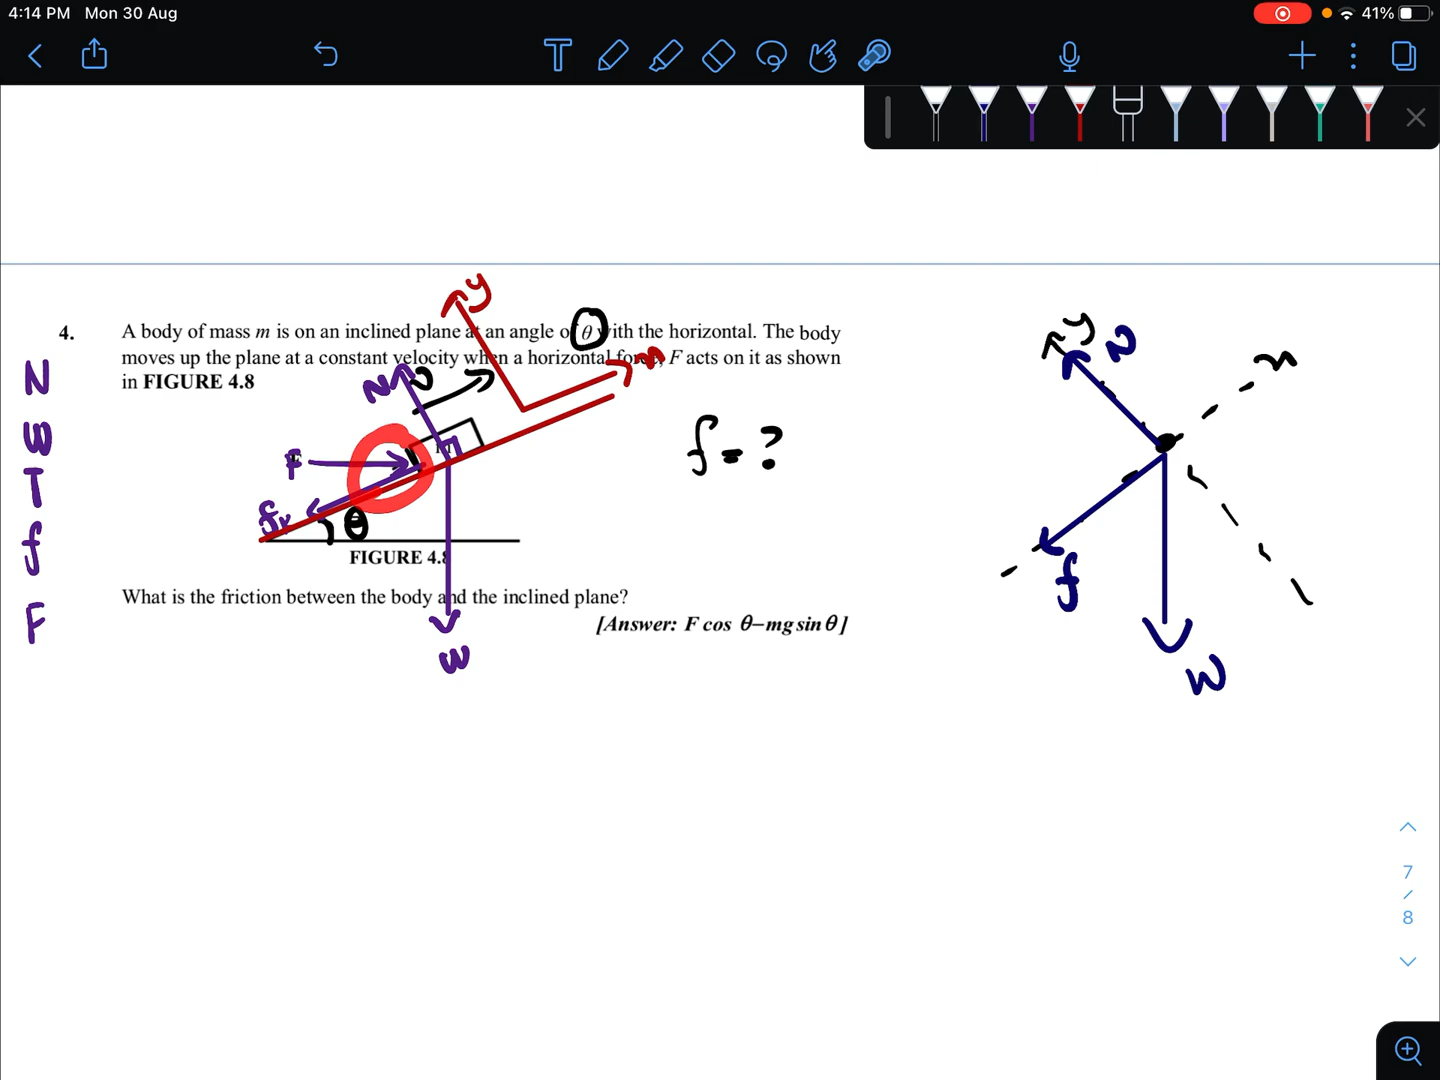 4:14 PM Mon 30 Aug
41%
T
4. A body of mass m is on an inclined plane at an angle of θ with the horizontal. The body
moves up the plane at a constant velocity when a horizontal force, F acts on it as shown
in FIGURE 4.8
N
W
T
f
F
y
N
F
θ
FIGURE 4.8
W
f = ?
What is the friction between the body and the inclined plane?
[Answer: F cos θ–mg sin θ]
y
N
f
W
7
/
8